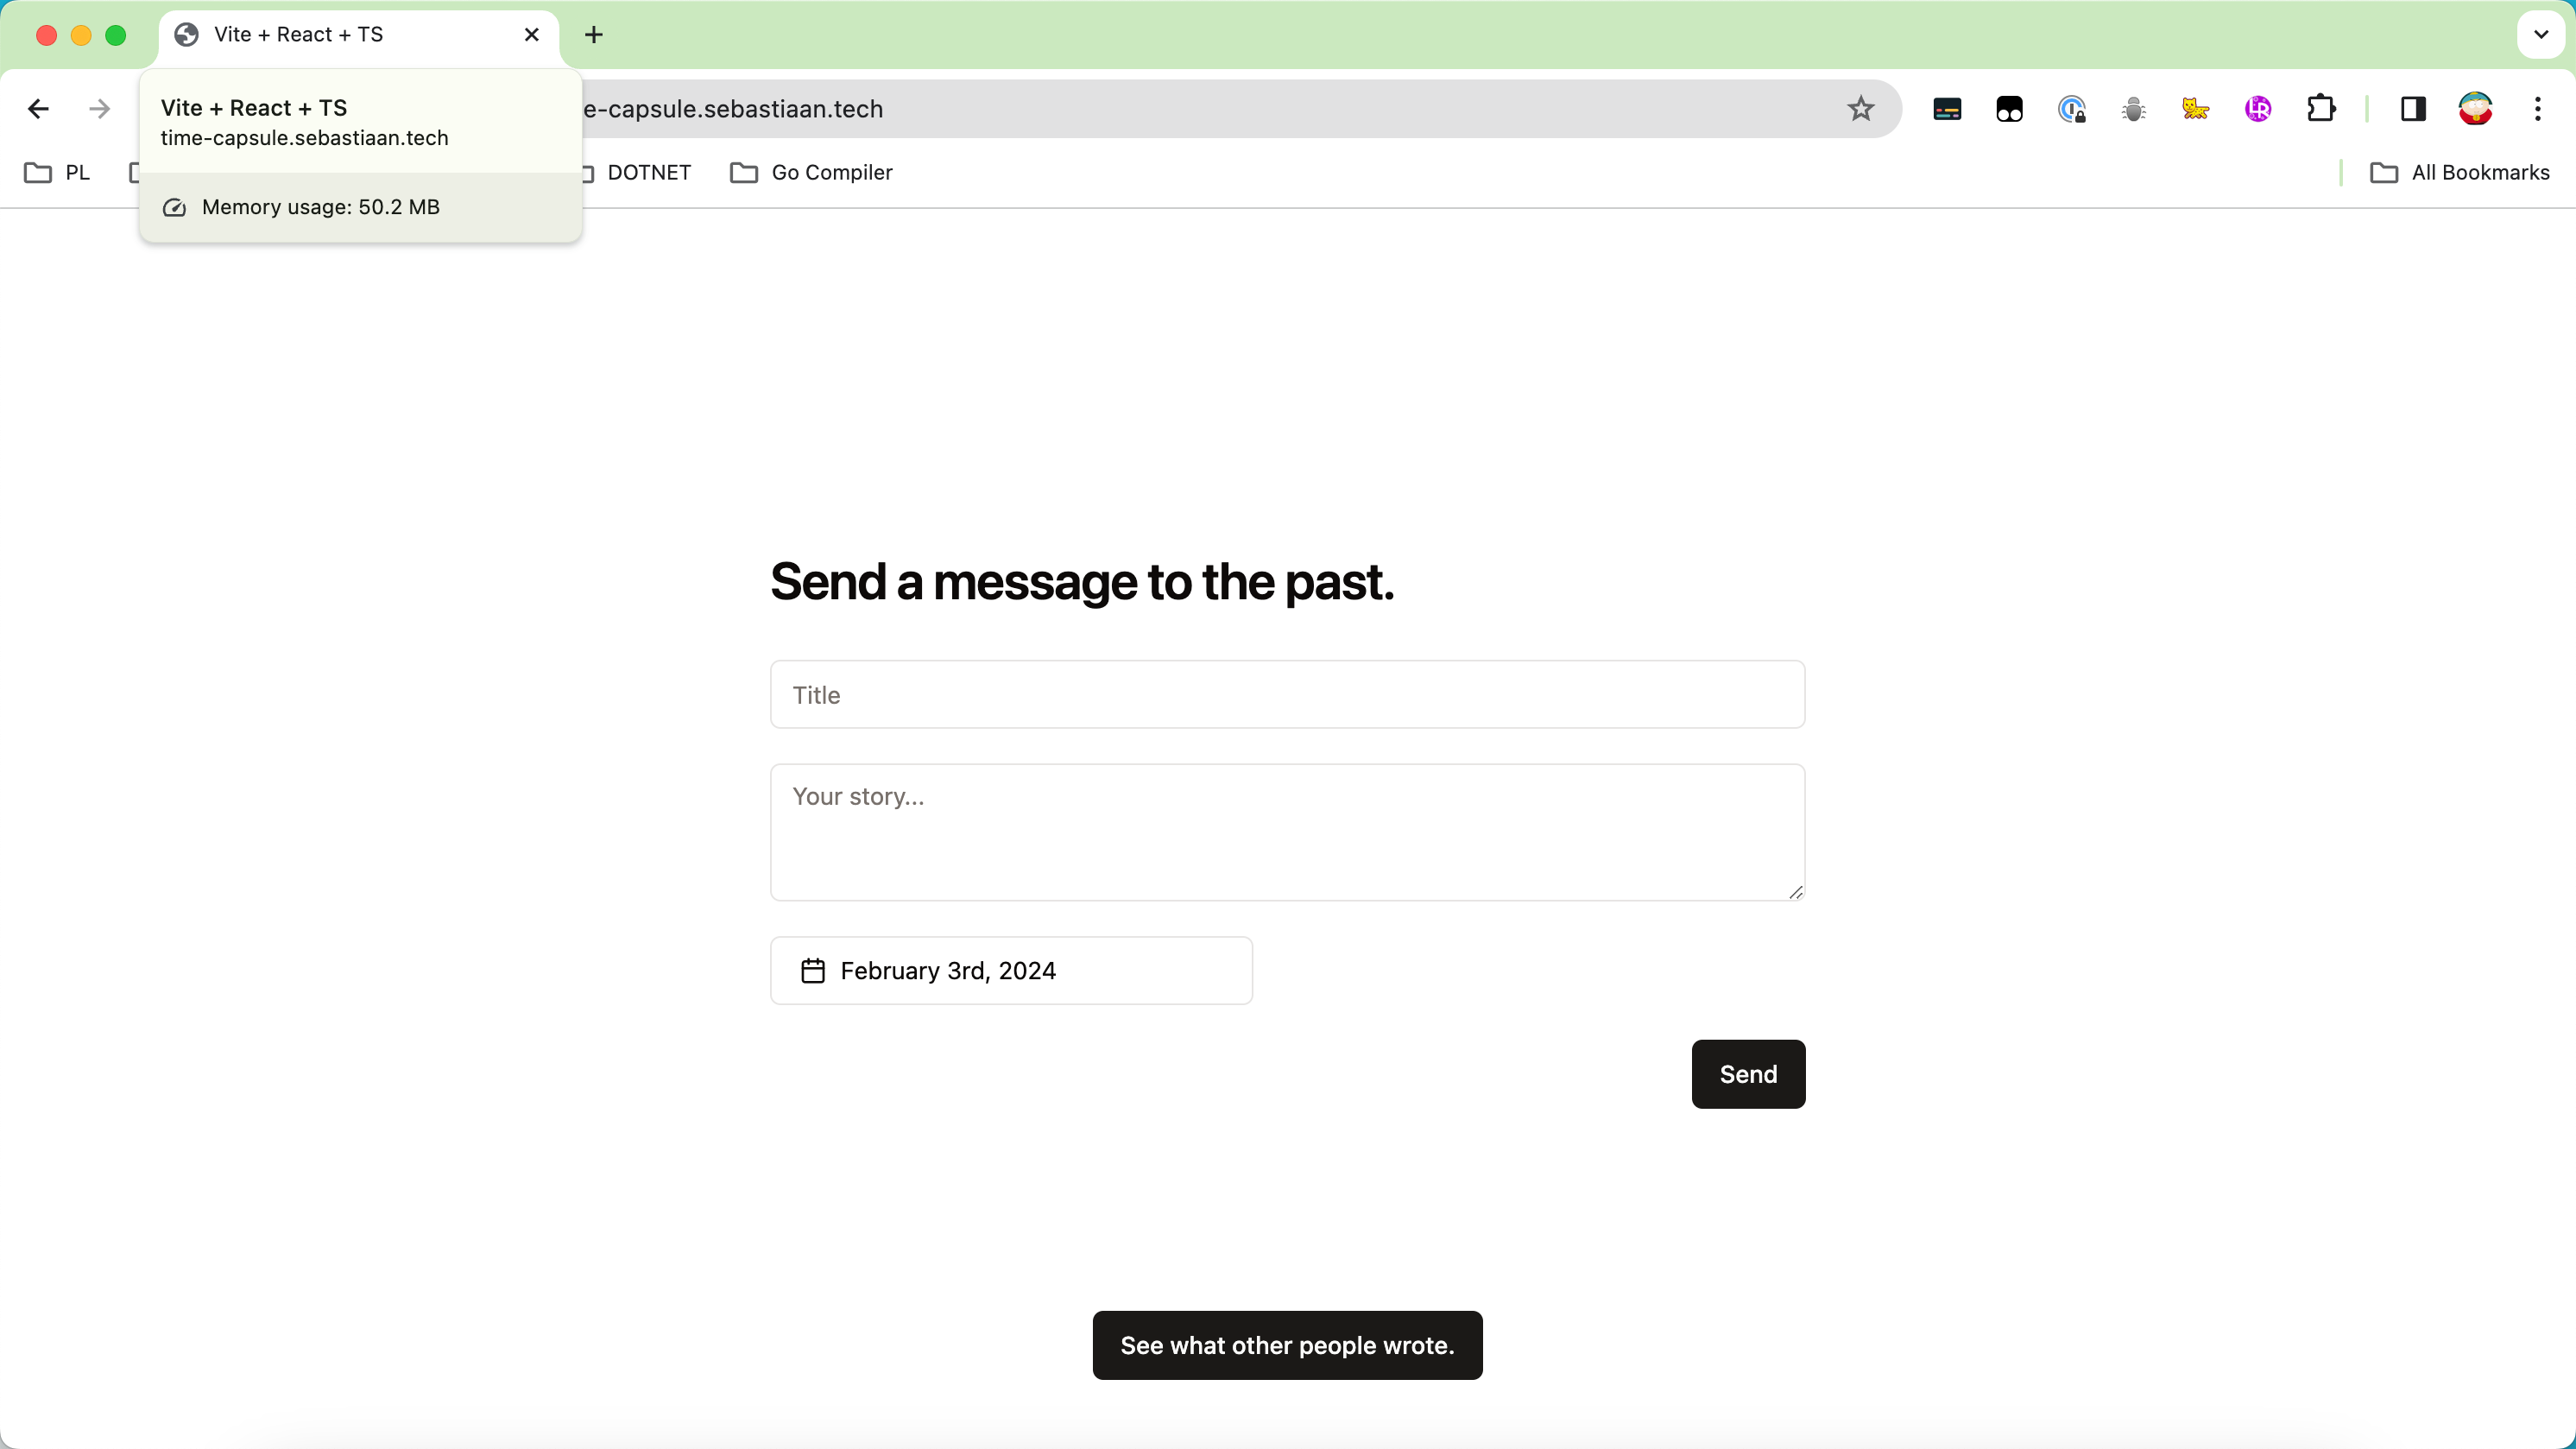 Vite + React + TS
Vite + React + TS
time-capsule.sebastiaan.tech
Memory usage: 50.2 MB
e-capsule.sebastiaan.tech
PL
DOTNET
Go Compiler
All Bookmarks
Send a message to the past.
Title
Your story...
February 3rd, 2024
Send
See what other people wrote.